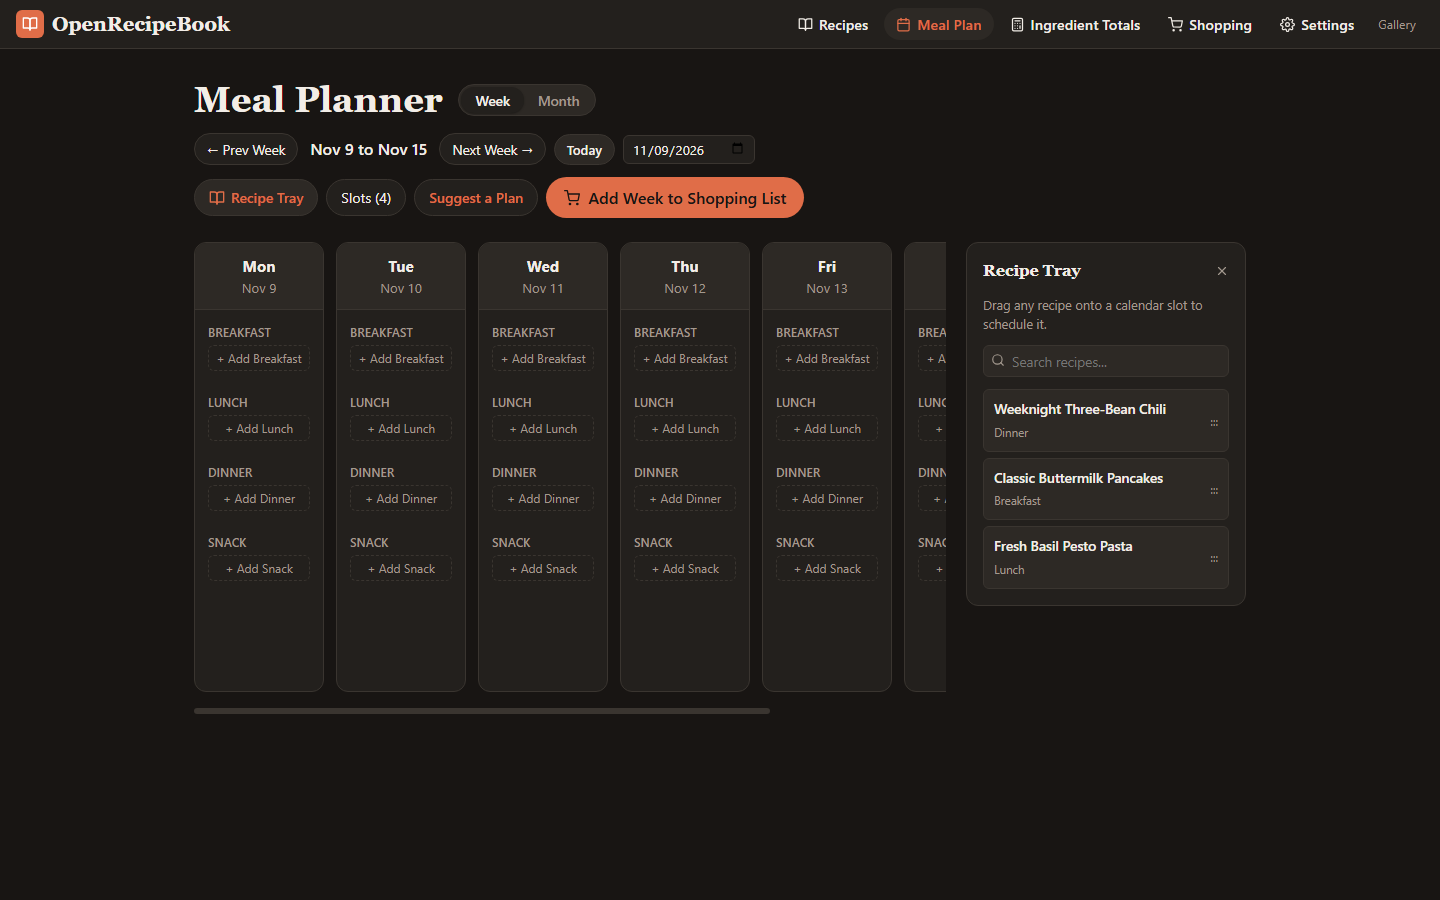 OpenRecipeBook
Recipes
Meal Plan
Ingredient Totals
Shopping
Settings
Gallery
Meal Planner
Week
Month
← Prev Week
Nov 9 to Nov 15
Next Week →
Today
11/09/2026
Recipe Tray
Slots (4)
Suggest a Plan
Add Week to Shopping List
Mon
Nov 9
BREAKFAST
+ Add Breakfast
LUNCH
+ Add Lunch
DINNER
+ Add Dinner
SNACK
+ Add Snack
Tue
Nov 10
BREAKFAST
+ Add Breakfast
LUNCH
+ Add Lunch
DINNER
+ Add Dinner
SNACK
+ Add Snack
Wed
Nov 11
BREAKFAST
+ Add Breakfast
LUNCH
+ Add Lunch
DINNER
+ Add Dinner
SNACK
+ Add Snack
Thu
Nov 12
BREAKFAST
+ Add Breakfast
LUNCH
+ Add Lunch
DINNER
+ Add Dinner
SNACK
+ Add Snack
Fri
Nov 13
BREAKFAST
+ Add Breakfast
LUNCH
+ Add Lunch
DINNER
+ Add Dinner
SNACK
+ Add Snack
Recipe Tray
Drag any recipe onto a calendar slot to
schedule it.
Search recipes...
Weeknight Three-Bean Chili
Dinner
Classic Buttermilk Pancakes
Breakfast
Fresh Basil Pesto Pasta
Lunch